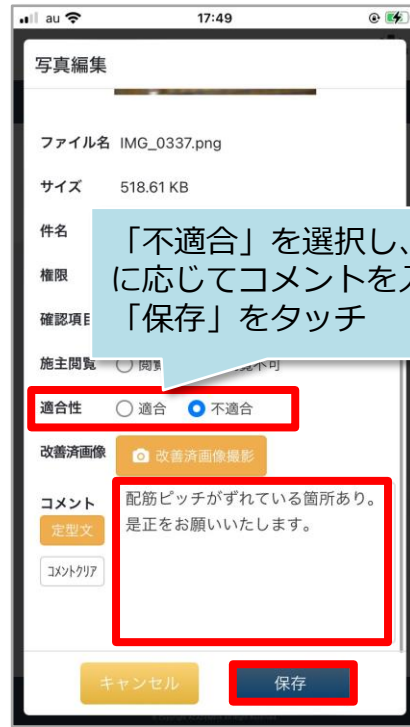 au 17:49
写真編集
ファイル名 IMG_0337.png
サイズ 518.61 KB
件名
「不適合」を選択し、
権限
に応じてコメントを
確認項
「保存」をタッチ
施主閲覧
適合性 適合 不適合
改善済画像 改善済画像撮影
配筋ピッチがずれている箇所あり。
コメント
是正をお願いいたします。
定型文
コメントクリア
キャンセル 保存